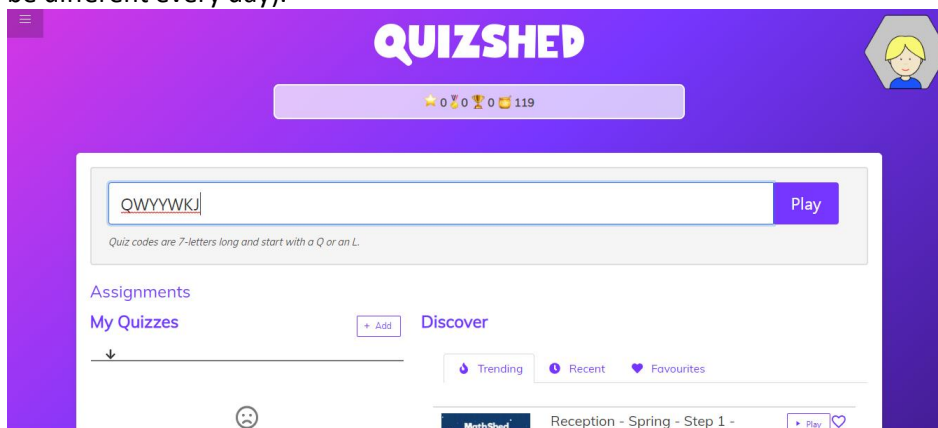 be different every day).
QUIZSHED
0 0 0 119
QWYYWKJ
Play
Quiz codes are 7-letters long and start with a Q or an L.
Assignments
My Quizzes
+ Add
Discover
Trending
Recent
Favourites
MathShed
Reception - Spring - Step 1 -
Play